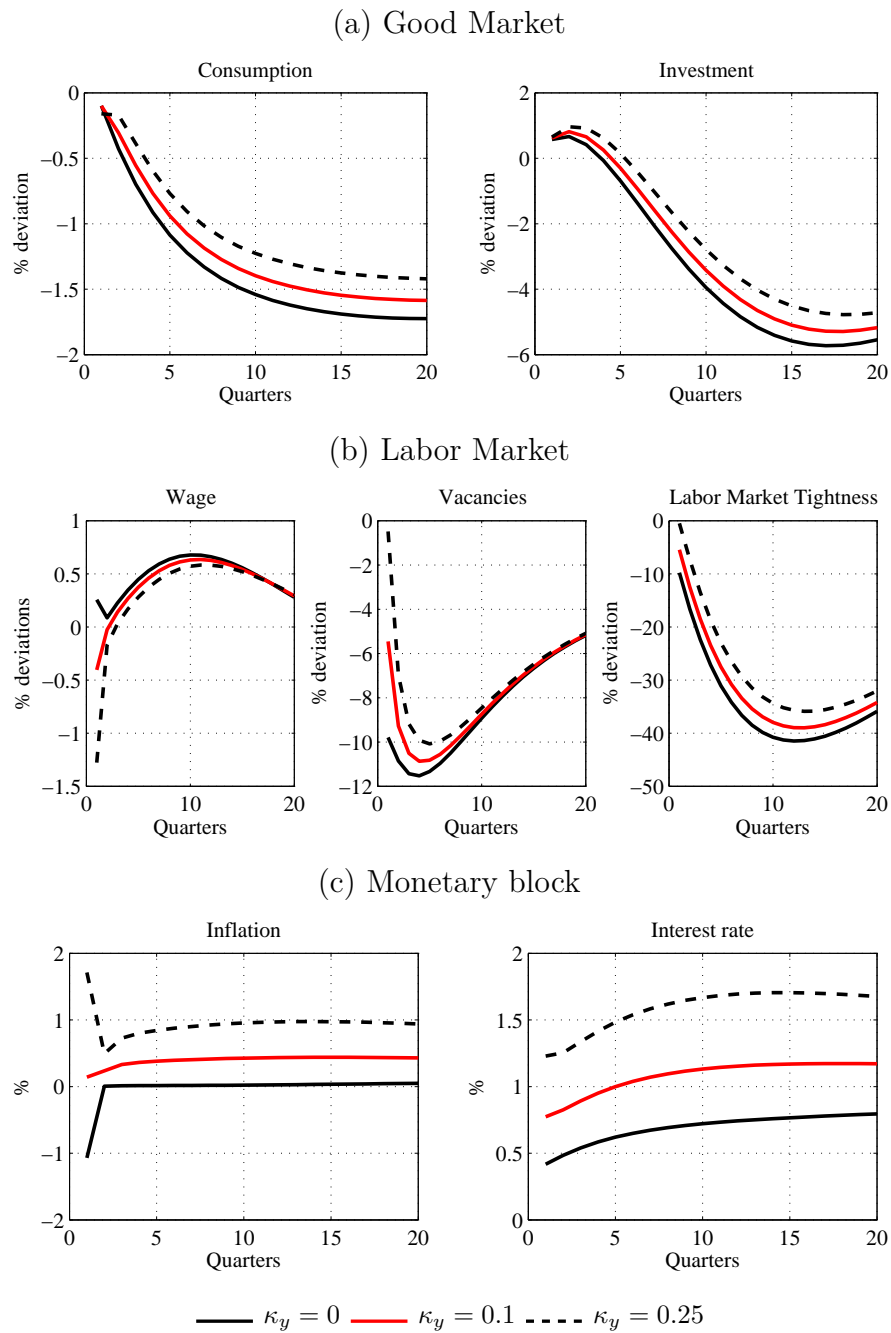 (a) Good Market
Consumption
% deviation
0
−0.5
−1
−1.5
−2
0 5 10 15 20
Quarters
Investment
% deviation
2
0
−2
−4
−6
0 5 10 15 20
Quarters
(b) Labor Market
Wage
% deviations
1
0.5
0
−0.5
−1
−1.5
0 10 20
Quarters
Vacancies
% deviation
0
−2
−4
−6
−8
−10
−12
0 10 20
Quarters
Labor Market Tightness
% deviation
0
−10
−20
−30
−40
−50
0 10 20
Quarters
(c) Monetary block
Inflation
%
2
1
0
−1
−2
0 5 10 15 20
Quarters
Interest rate
%
2
1.5
1
0.5
0
0 5 10 15 20
Quarters
κy = 0 κy = 0.1 κy = 0.25